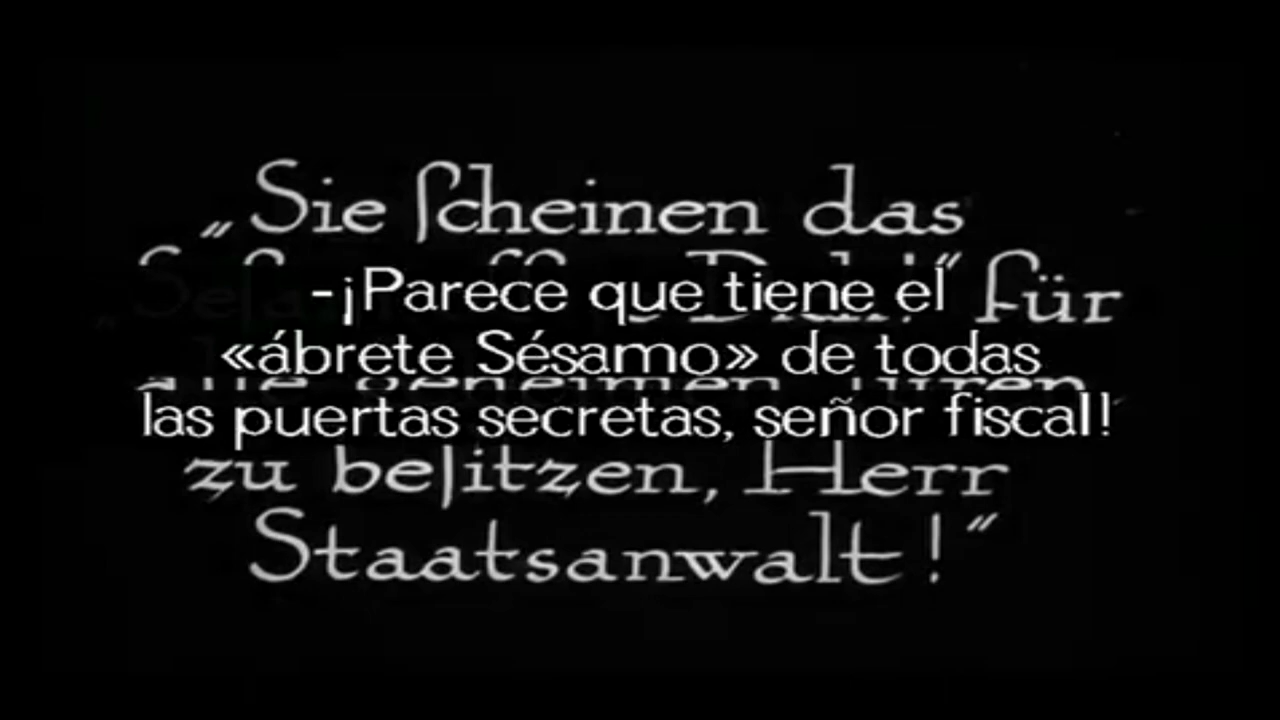 „Sie ſcheinen das
für
-¡Parece que tiene el
«ábrete Sésamo» de todas
las puertas secretas, señor fiscal!
zu beſitzen, Herr
Staatsanwalt!“